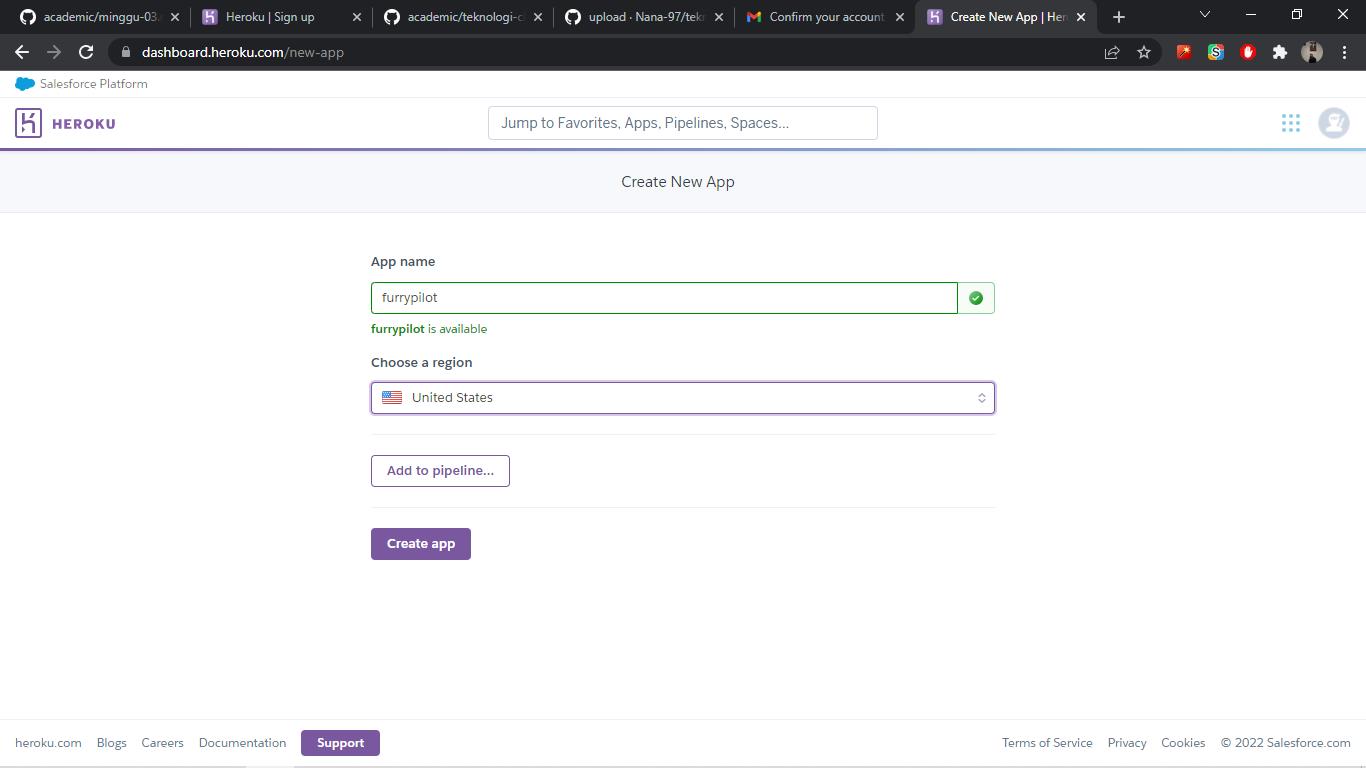 academic/minggu-03.
Heroku | Sign up
academic/teknologi-cl
upload · Nana-97/tekn
Confirm your account
Create New App | Her
dashboard.heroku.com/new-app
Salesforce Platform
HEROKU
Jump to Favorites, Apps, Pipelines, Spaces...
Create New App
App name
furrypilot
furrypilot is available
Choose a region
United States
Add to pipeline...
Create app
heroku.com Blogs Careers Documentation Support Terms of Service Privacy Cookies © 2022 Salesforce.com